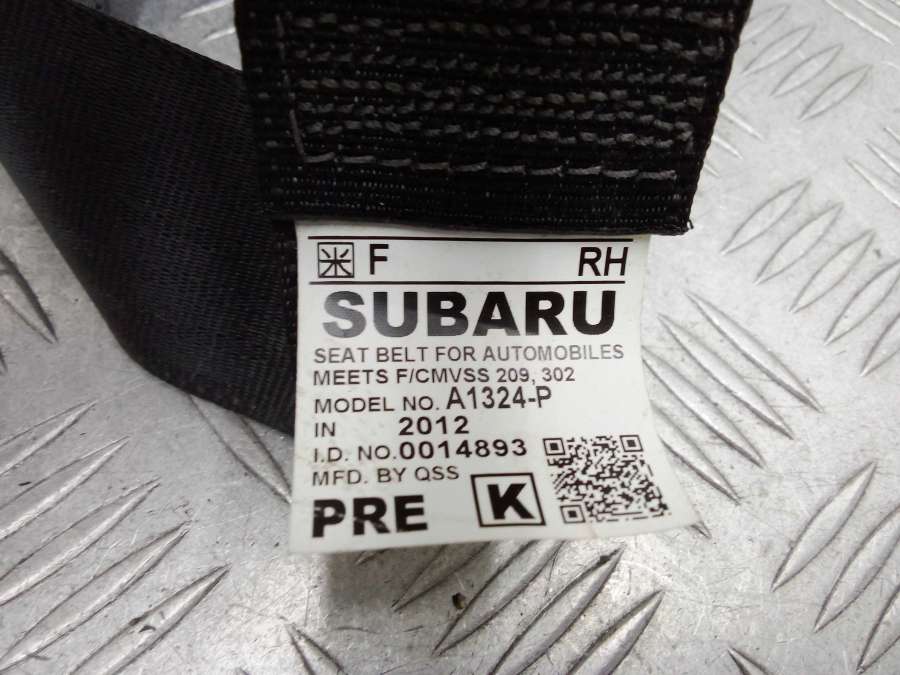 F RH
SUBARU
SEAT BELT FOR AUTOMOBILES
MEETS F/CMVSS 209, 302
MODEL NO. A1324-P
IN 2012
I.D. NO. 0014893
MFD. BY QSS
PRE K